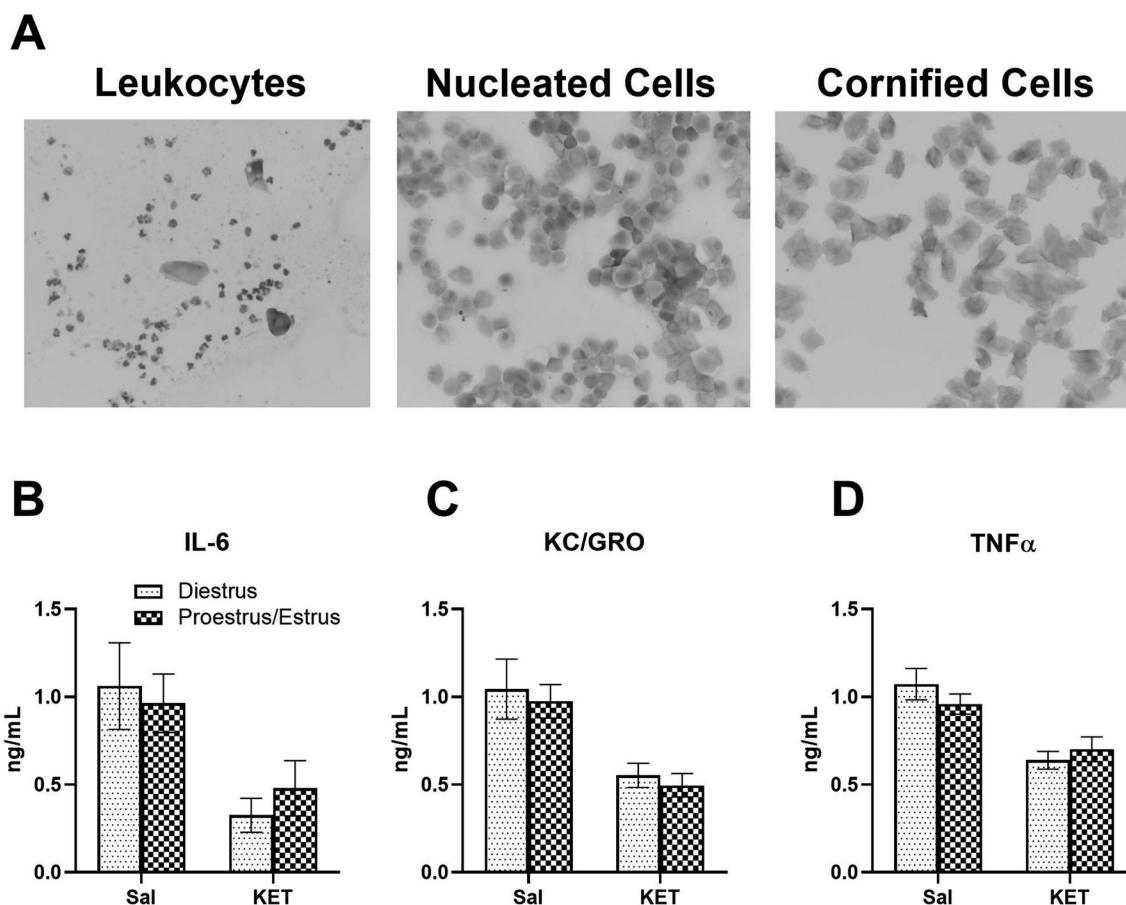 A
Leukocytes
Nucleated Cells
Cornified Cells
B
IL-6
Diestrus
Proestrus/Estrus
ng/mL
1.5
1.0
0.5
0.0
Sal
KET
C
KC/GRO
ng/mL
1.5
1.0
0.5
0.0
Sal
KET
D
TNFα
ng/mL
1.5
1.0
0.5
0.0
Sal
KET